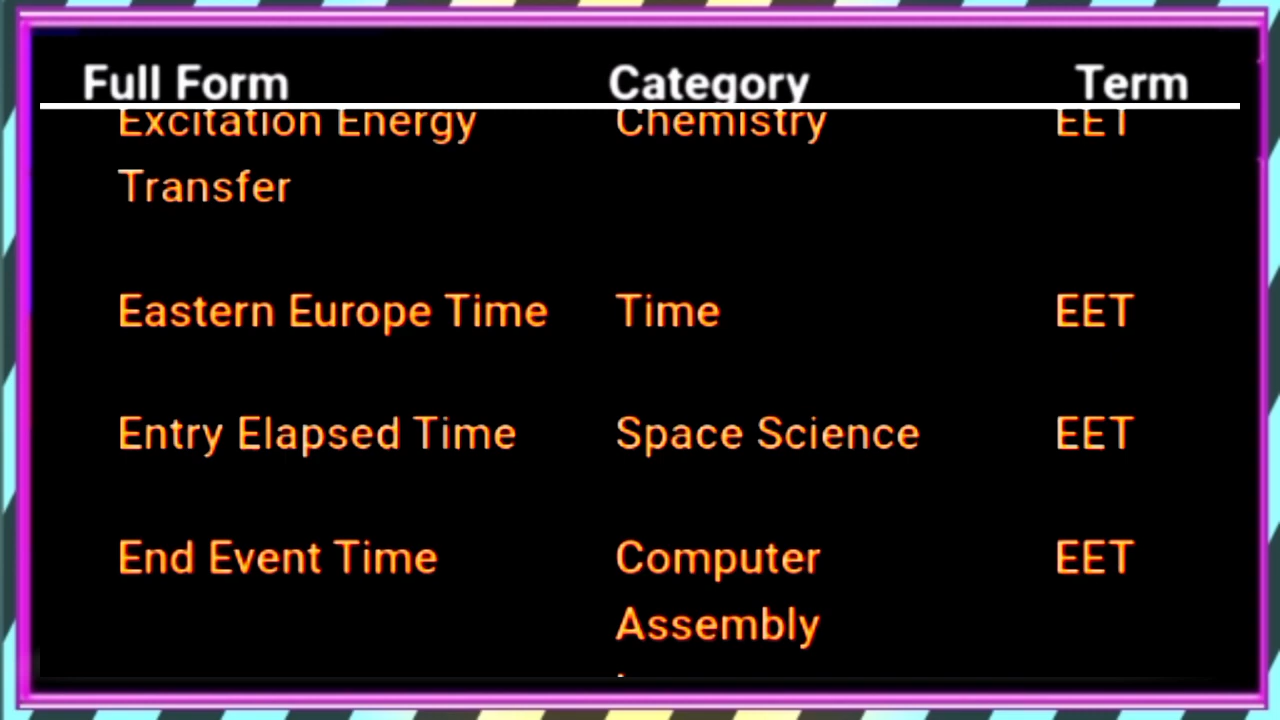 Full Form Category Term
Excitation Energy Chemistry EET
Transfer
Eastern Europe Time Time EET
Entry Elapsed Time Space Science EET
End Event Time Computer EET
Assembly